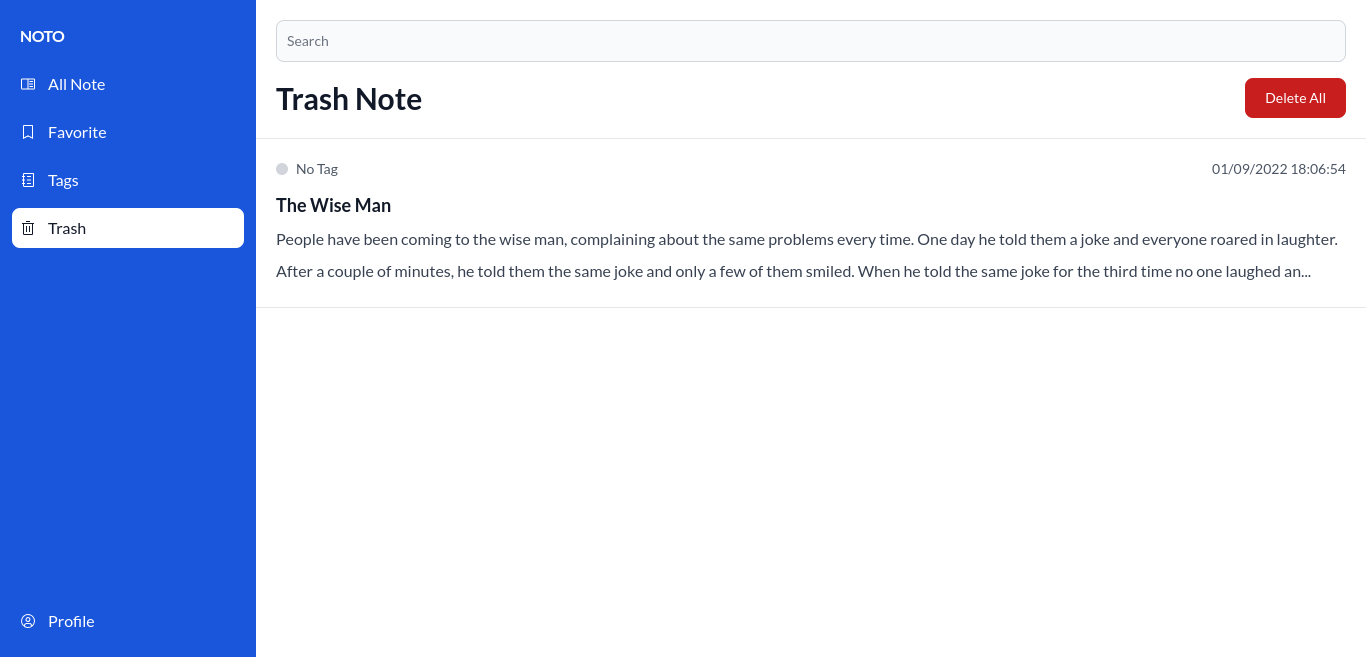 NOTO
All Note
Favorite
Tags
Trash
Profile
Search
Trash Note
Delete All
No Tag
01/09/2022 18:06:54
The Wise Man
People have been coming to the wise man, complaining about the same problems every time. One day he told them a joke and everyone roared in laughter.
After a couple of minutes, he told them the same joke and only a few of them smiled. When he told the same joke for the third time no one laughed an...